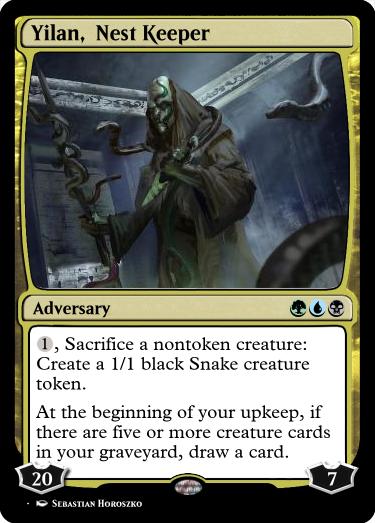 Yilan, Nest Keeper
Adversary
1, Sacrifice a nontoken creature:
Create a 1/1 black Snake creature
token.
At the beginning of your upkeep, if
there are five or more creature cards
in your graveyard, draw a card.
20
7
Sebastian Horoszko